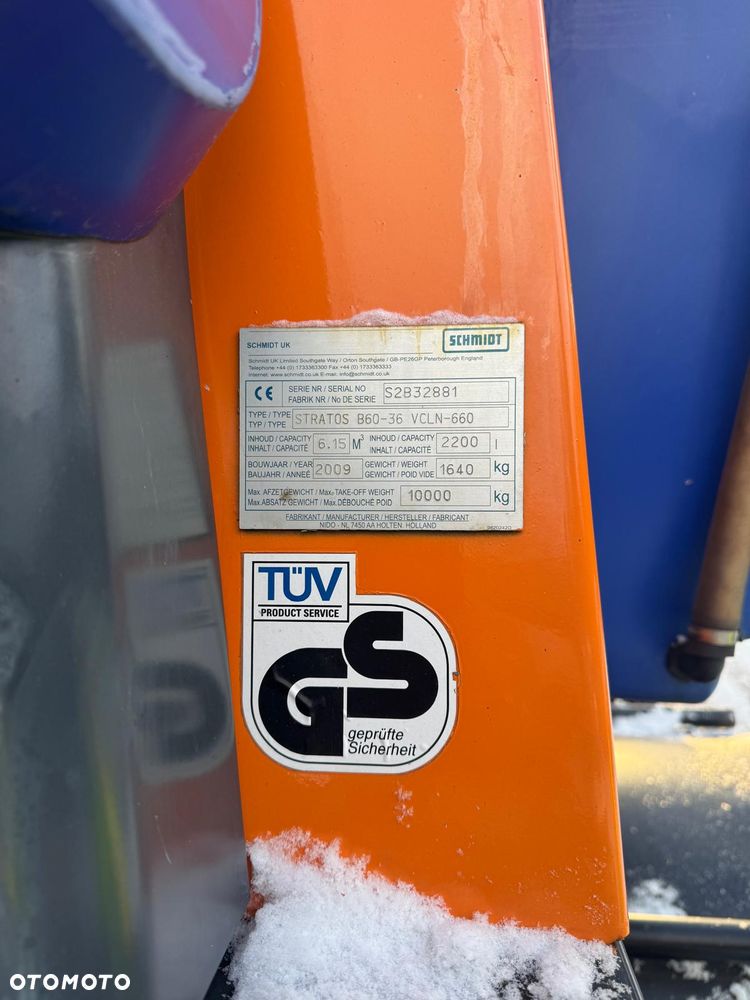 SCHMIDT UK
SCHMIDT
Schmidt UK Limited Southgate Way / Orton Southgate / GB-PE26GP Peterborough England
Telephone +44 (0) 1733363300 Fax +44 (0) 1733363333
Internet: www.schmidt.co.uk E-mail: info@schmidt.co.uk
CE SERIE NR / SERIAL NO
FABRIK NR / No DE SERIE S2B32881
TYPE / TYPE
TYP / TYPE STRATOS B60-36 VCLN-660
INHOUD / CAPACITY
INHALT / CAPACITY 6.15 M3 INHOUD / CAPACITY
INHALT / CAPACITY 2200 l
BOUWJAAR / YEAR
BAUJAHR / ANNEÉ 2009 GEWICHT / WEIGHT
GEWICHT / POID VIDE 1640 kg
Max. AFZETGEWICHT / Max. TAKE-OFF WEIGHT
Max. ABSATZ GEWICHT / Max. DÉBOUCHÉ POID 10000 kg
FABRIKANT / MANUFACTURER / HERSTELLER / FABRICANT
NIDO - NL 7450 AA HOLTEN. HOLLAND
TÜV
PRODUCT SERVICE
GS
geprüfte
Sicherheit
OTOMOTO